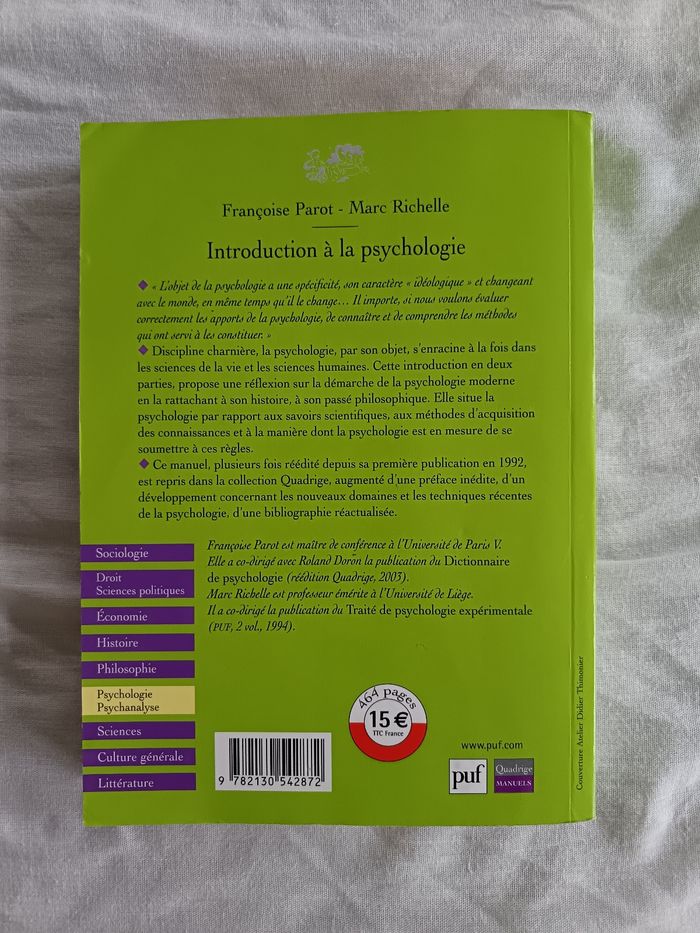 Françoise Parot - Marc Richelle
Introduction à la psychologie
◆ « L'objet de la psychologie a une spécificité, son caractère « idéologique » et changeant
avec le monde, en même temps qu'il le change... Il importe, si nous voulons évaluer
correctement les apports de la psychologie, de connaître et de comprendre les méthodes
qui ont servi à les constituer. »
◆ Discipline charnière, la psychologie, par son objet, s'enracine à la fois dans
les sciences de la vie et les sciences humaines. Cette introduction en deux
parties, propose une réflexion sur la démarche de la psychologie moderne
en la rattachant à son histoire, à son passé philosophique. Elle situe la
psychologie par rapport aux savoirs scientifiques, aux méthodes d'acquisition
des connaissances et à la manière dont la psychologie est en mesure de se
soumettre à ces règles.
◆ Ce manuel, plusieurs fois réédité depuis sa première publication en 1992,
est repris dans la collection Quadrige, augmenté d'une préface inédite, d'un
développement concernant les nouveaux domaines et les techniques récentes
de la psychologie, d'une bibliographie réactualisée.
Françoise Parot est maître de conférence à l'Université de Paris V.
Elle a co-dirigé avec Roland Doron la publication du Dictionnaire
de psychologie (réédition Quadrige, 2003).
Marc Richelle est professeur émérite à l'Université de Liège.
Il a co-dirigé la publication du Traité de psychologie expérimentale
(PUF, 2 vol., 1994).
Sociologie
Droit
Sciences politiques
Économie
Histoire
Philosophie
Psychologie
Psychanalyse
Sciences
Culture générale
Littérature
9 782130 542872
464 pages
15 €
TTC France
www.puf.com
puf
Quadrige
MANUELS
Couverture Atelier Didier Thimonier